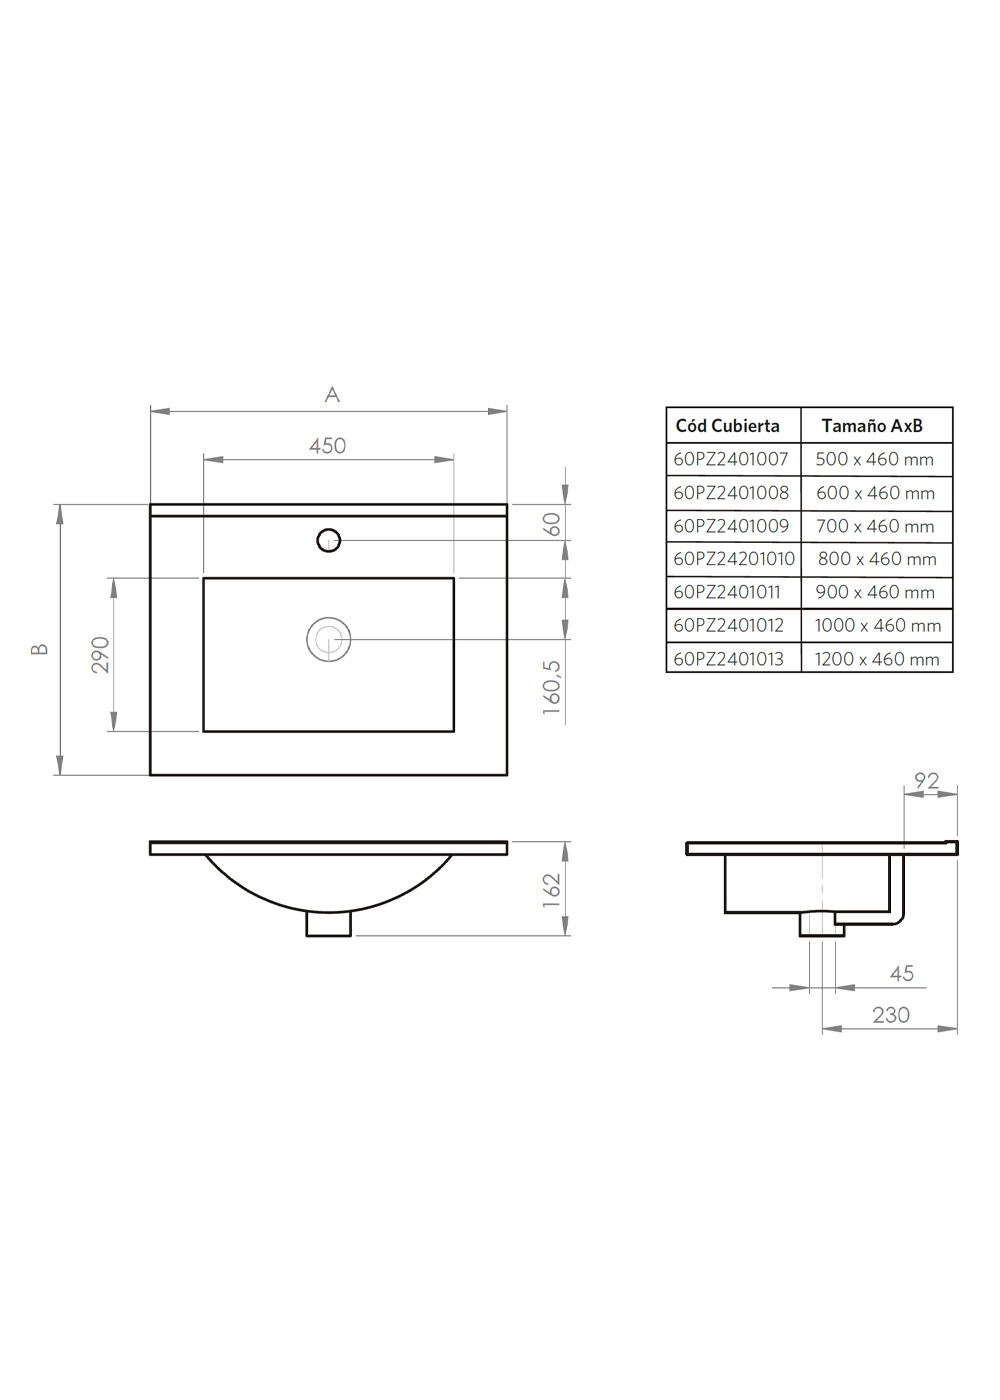 A
450
60
B
290
160,5
Cód Cubierta Tamaño AxB
60PZ2401007 500 x 460 mm
60PZ2401008 600 x 460 mm
60PZ2401009 700 x 460 mm
60PZ24201010 800 x 460 mm
60PZ2401011 900 x 460 mm
60PZ2401012 1000 x 460 mm
60PZ2401013 1200 x 460 mm
162
92
45
230